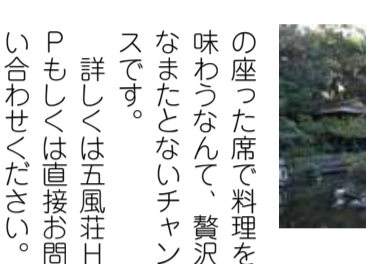 の座った席で料理を
味わうなんて、贅沢
なまたとないチャン
スです。
　詳しくは五風荘Ｈ
Ｐもしくは直接お問
い合わせください。